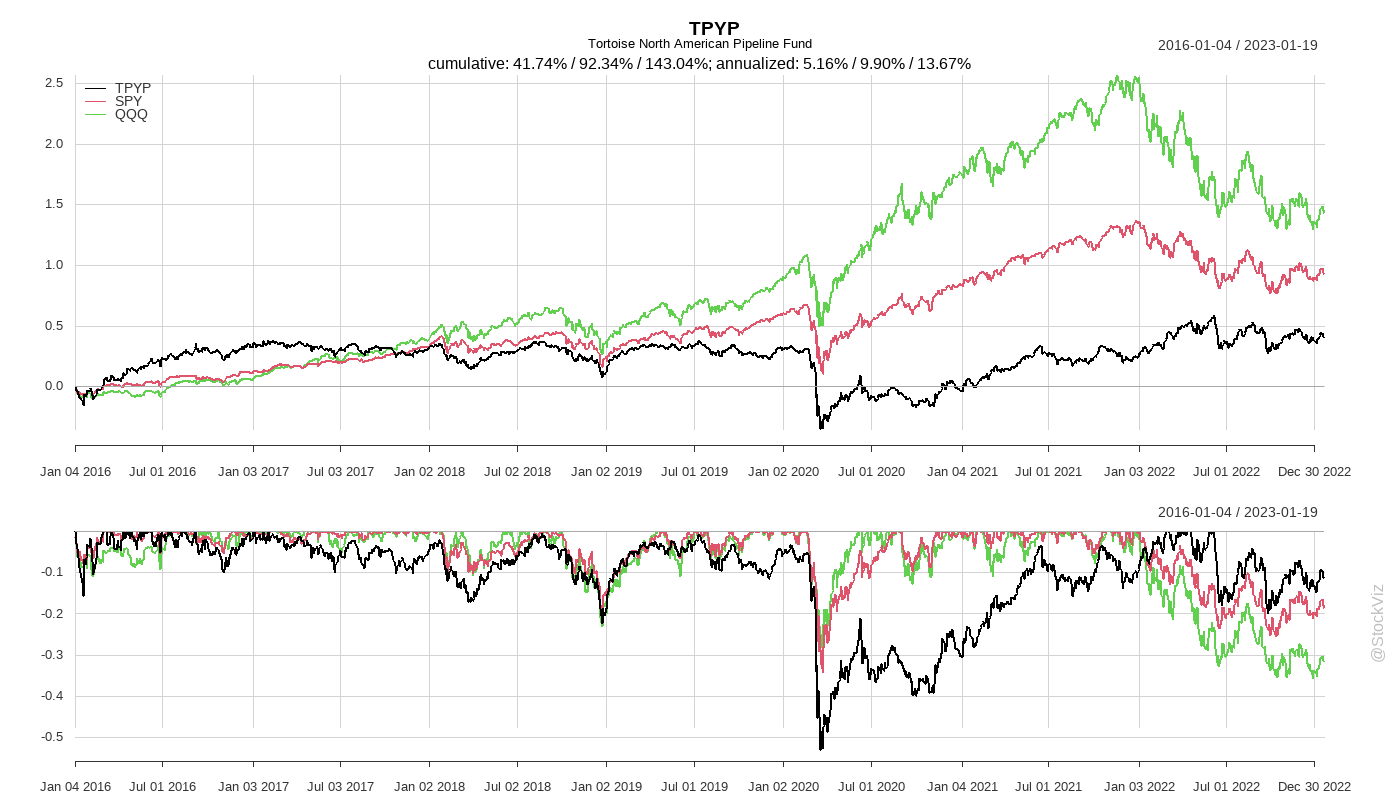 TPYP
Tortoise North American Pipeline Fund
2016-01-04 / 2023-01-19
cumulative: 41.74% / 92.34% / 143.04%; annualized: 5.16% / 9.90% / 13.67%
TPYP
SPY
QQQ
2.5
2.0
1.5
1.0
0.5
0.0
Jan 04 2016 Jul 01 2016 Jan 03 2017 Jul 03 2017 Jan 02 2018 Jul 02 2018 Jan 02 2019 Jul 01 2019 Jan 02 2020 Jul 01 2020 Jan 04 2021 Jul 01 2021 Jan 03 2022 Jul 01 2022 Dec 30 2022
2016-01-04 / 2023-01-19
-0.1
-0.2
-0.3
-0.4
-0.5
Jan 04 2016 Jul 01 2016 Jan 03 2017 Jul 03 2017 Jan 02 2018 Jul 02 2018 Jan 02 2019 Jul 01 2019 Jan 02 2020 Jul 01 2020 Jan 04 2021 Jul 01 2021 Jan 03 2022 Jul 01 2022 Dec 30 2022
@StockViz